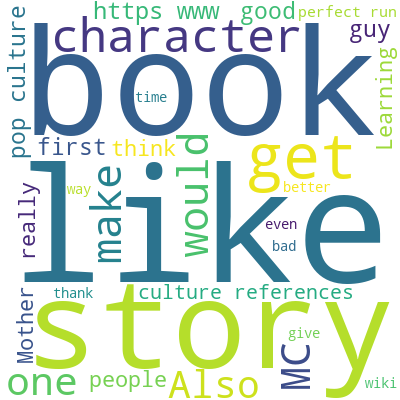 https www good perfect run
character guy
book
pop culture
Learning
time
first think get
like
make would
really way
better
even
bad
thank culture references
Mother story
MC give
one people Also wiki